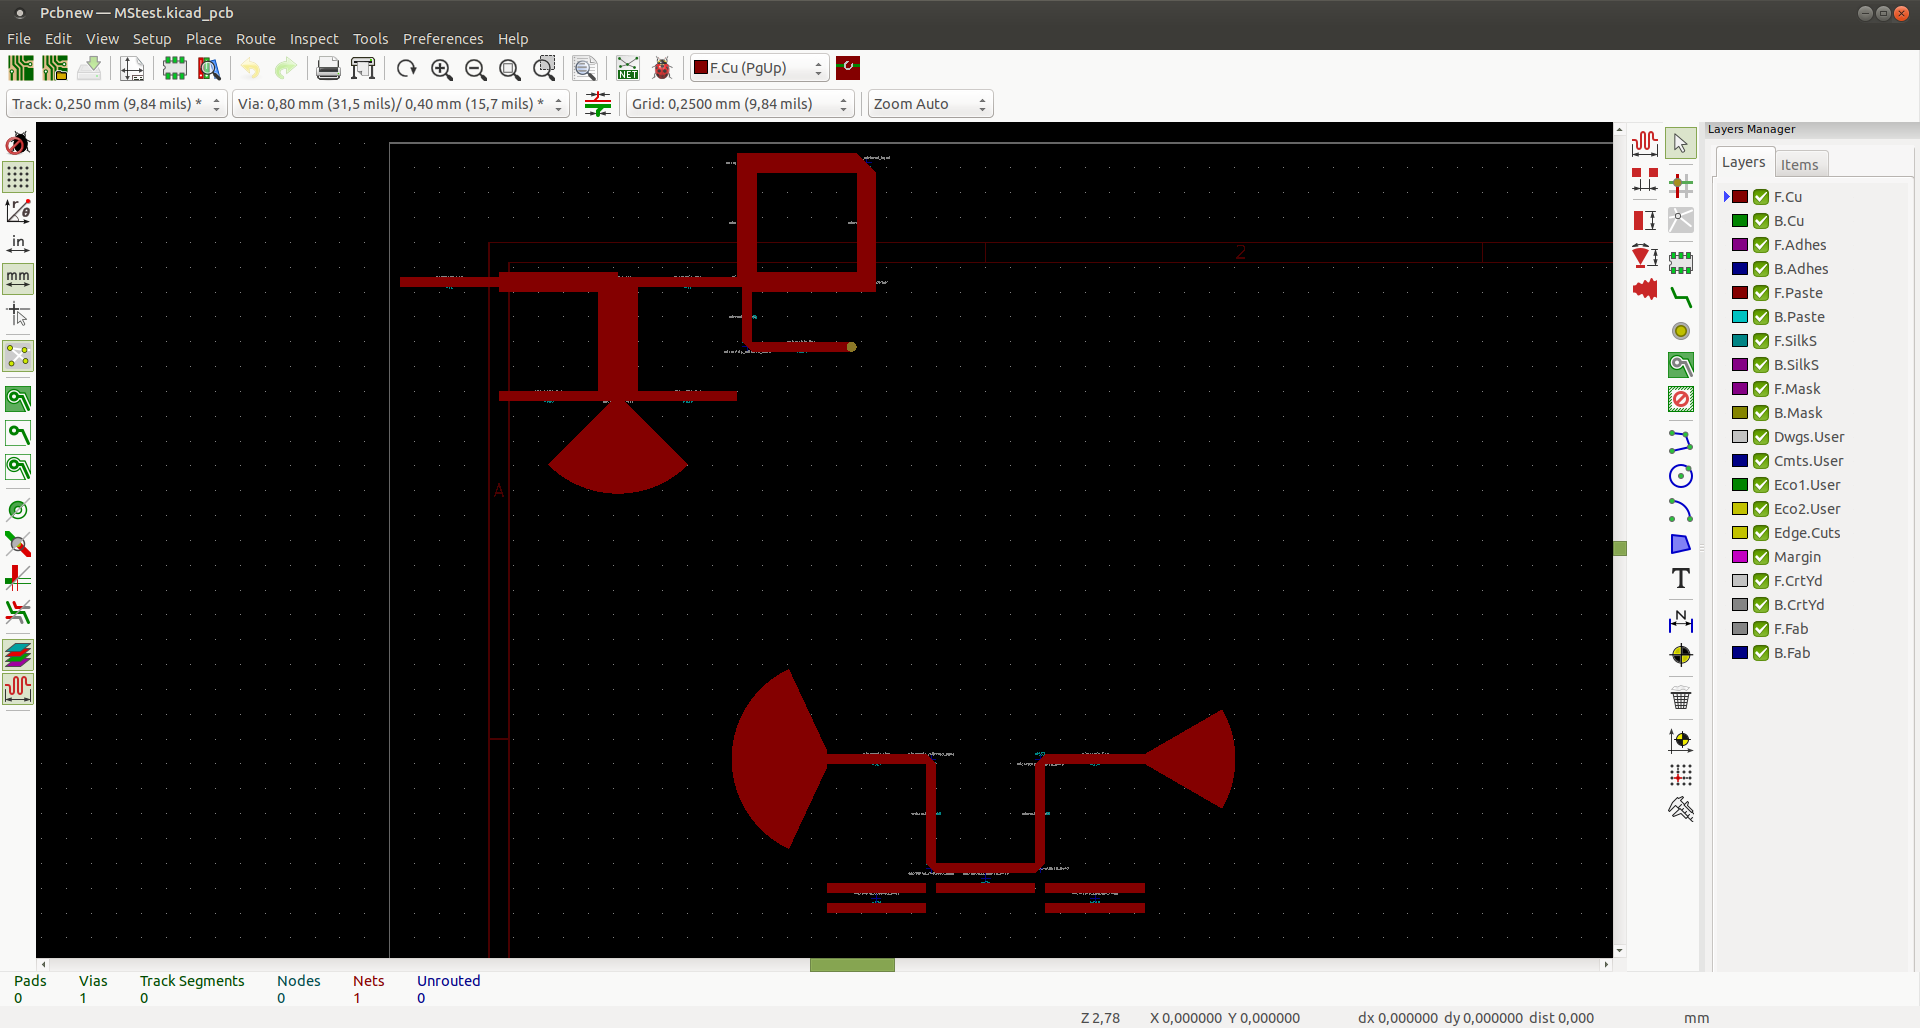 Pcbnew — MStest.kicad_pcb
File Edit View Setup Place Route Inspect Tools Preferences Help
NET
F.Cu (PgUp)
Track: 0,250 mm (9,84 mils) *
Via: 0,80 mm (31,5 mils)/ 0,40 mm (15,7 mils) *
Grid: 0,2500 mm (9,84 mils)
Zoom Auto
Layers Manager
Layers
Items
in
mm
2
A
T
N
F.Cu
B.Cu
F.Adhes
B.Adhes
F.Paste
B.Paste
F.SilkS
B.SilkS
F.Mask
B.Mask
Dwgs.User
Cmts.User
Eco1.User
Eco2.User
Edge.Cuts
Margin
F.CrtYd
B.CrtYd
F.Fab
B.Fab
Pads Vias Track Segments Nodes Nets Unrouted
0 1 0 0 1 0
Z 2,78 X 0,000000 Y 0,000000 dx 0,000000 dy 0,000000 dist 0,000 mm